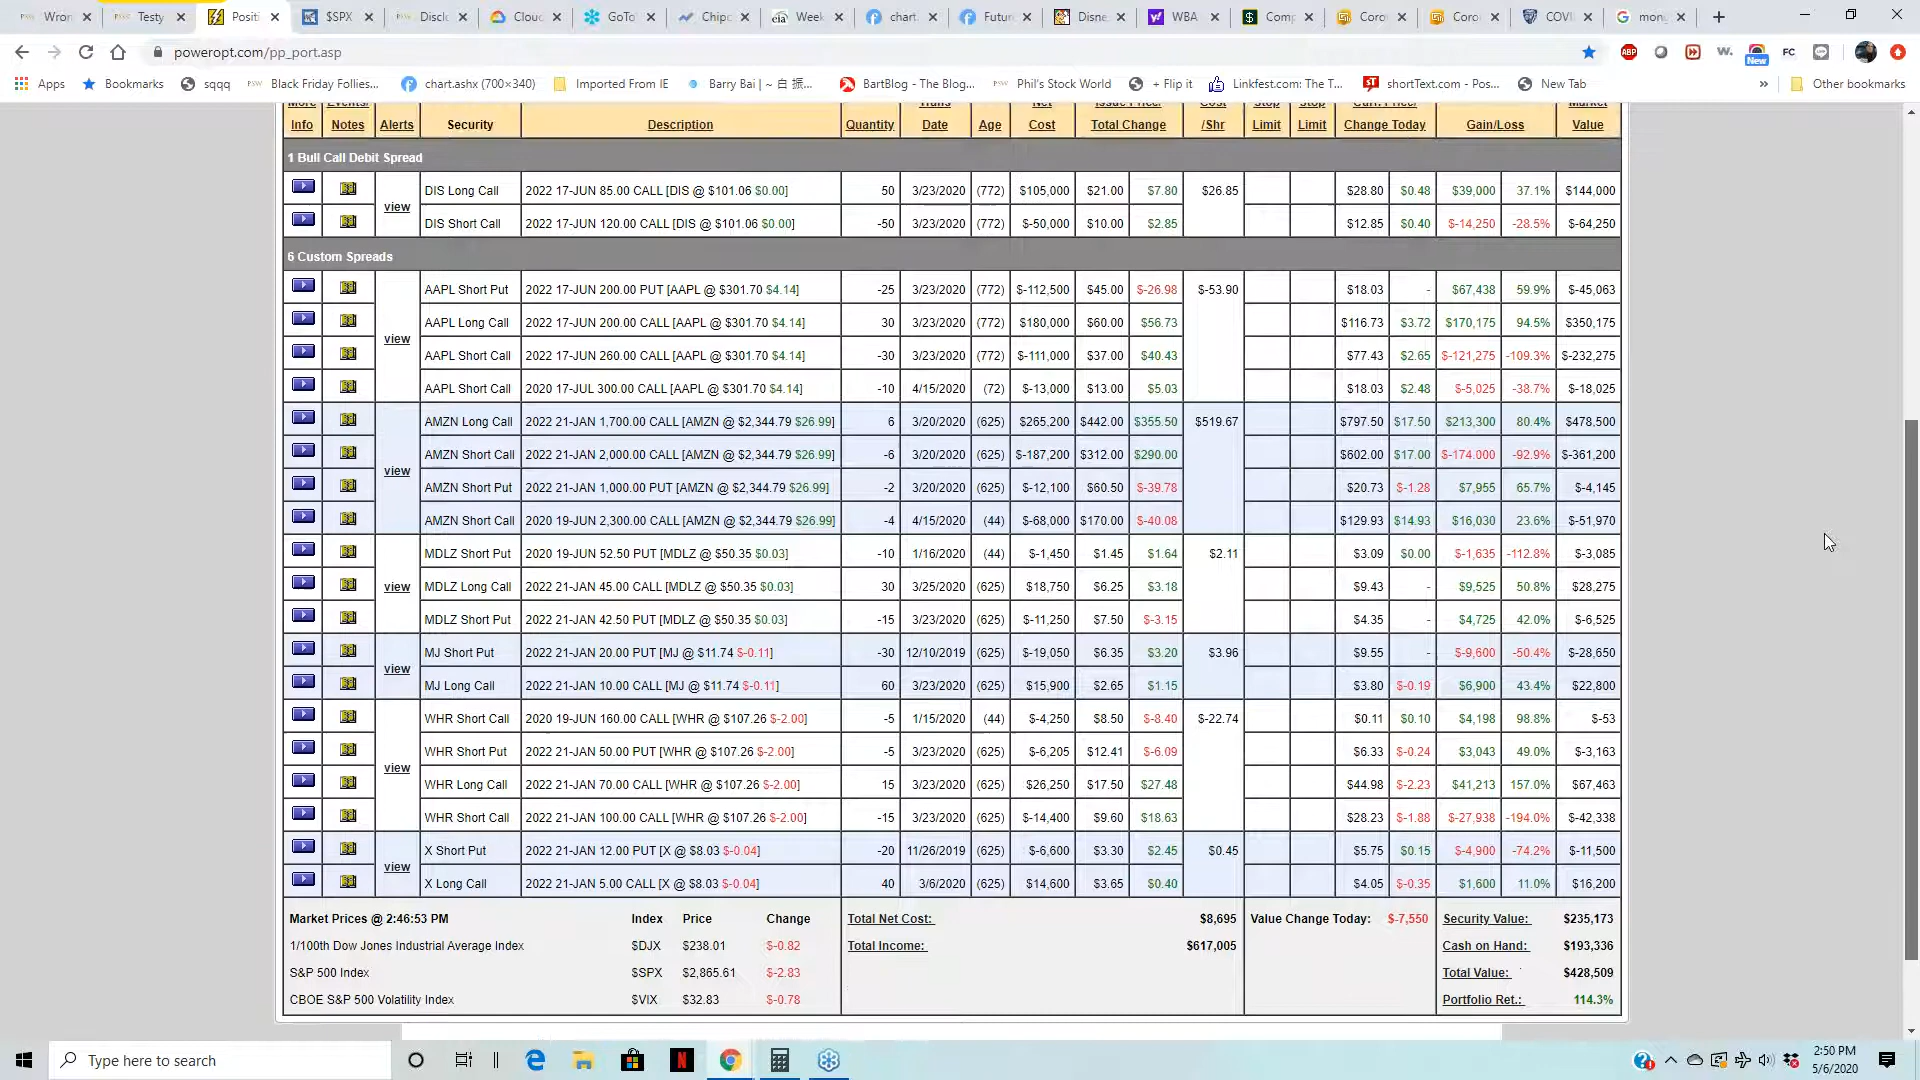 Wron
Testy
Positi
$SPX
Disclo
Clouc
GoTo
Chipc
Week
chart.
Futur
Disne
WBA
Comp
Coro
Coro
COVI
mon
poweropt.com/pp_port.asp
ABP W. New FC
Apps Bookmarks sqqq Black Friday Follies... chart.ashx (700×340) Imported From IE Barry Bai | ~ 白 振... BartBlog - The Blog... Phil's Stock World + Flip it Linkfest.com: The T... shortText.com - Pos... New Tab » Other bookmarks
More Events/ Trans Net Issue Price/ Cost Stop Stop Curr. Price/ Market
Info Notes Alerts Security Description Quantity Date Age Cost Total Change /Shr Limit Limit Change Today Gain/Loss Value
1 Bull Call Debit Spread
DIS Long Call 2022 17-JUN 85.00 CALL [DIS @ $101.06 $0.00] 50 3/23/2020 (772) $105,000 $21.00 $7.80 $26.85 $28.80 $0.48 $39,000 37.1% $144,000
view
DIS Short Call 2022 17-JUN 120.00 CALL [DIS @ $101.06 $0.00] -50 3/23/2020 (772) $-50,000 $10.00 $2.85 $12.85 $0.40 $-14,250 -28.5% $-64,250
6 Custom Spreads
AAPL Short Put 2022 17-JUN 200.00 PUT [AAPL @ $301.70 $4.14] -25 3/23/2020 (772) $-112,500 $45.00 $-26.98 $-53.90 $18.03 - $67,438 59.9% $-45,063
AAPL Long Call 2022 17-JUN 200.00 CALL [AAPL @ $301.70 $4.14] 30 3/23/2020 (772) $180,000 $60.00 $56.73 $116.73 $3.72 $170,175 94.5% $350,175
view
AAPL Short Call 2022 17-JUN 260.00 CALL [AAPL @ $301.70 $4.14] -30 3/23/2020 (772) $-111,000 $37.00 $40.43 $77.43 $2.65 $-121,275 -109.3% $-232,275
AAPL Short Call 2020 17-JUL 300.00 CALL [AAPL @ $301.70 $4.14] -10 4/15/2020 (72) $-13,000 $13.00 $5.03 $18.03 $2.48 $-5,025 -38.7% $-18,025
AMZN Long Call 2022 21-JAN 1,700.00 CALL [AMZN @ $2,344.79 $26.99] 6 3/20/2020 (625) $265,200 $442.00 $355.50 $519.67 $797.50 $17.50 $213,300 80.4% $478,500
AMZN Short Call 2022 21-JAN 2,000.00 CALL [AMZN @ $2,344.79 $26.99] -6 3/20/2020 (625) $-187,200 $312.00 $290.00 $602.00 $17.00 $-174.000 -92.9% $-361,200
view
AMZN Short Put 2022 21-JAN 1,000.00 PUT [AMZN @ $2,344.79 $26.99] -2 3/20/2020 (625) $-12,100 $60.50 $-39.78 $20.73 $-1.28 $7,955 65.7% $-4,145
AMZN Short Call 2020 19-JUN 2,300.00 CALL [AMZN @ $2,344.79 $26.99] -4 4/15/2020 (44) $-68,000 $170.00 $-40.08 $129.93 $14.93 $16,030 23.6% $-51,970
MDLZ Short Put 2020 19-JUN 52.50 PUT [MDLZ @ $50.35 $0.03] -10 1/16/2020 (44) $-1,450 $1.45 $1.64 $2.11 $3.09 $0.00 $-1,635 -112.8% $-3,085
view MDLZ Long Call 2022 21-JAN 45.00 CALL [MDLZ @ $50.35 $0.03] 30 3/25/2020 (625) $18,750 $6.25 $3.18 $9.43 - $9,525 50.8% $28,275
MDLZ Short Put 2022 21-JAN 42.50 PUT [MDLZ @ $50.35 $0.03] -15 3/23/2020 (625) $-11,250 $7.50 $-3.15 $4.35 - $4,725 42.0% $-6,525
MJ Short Put 2022 21-JAN 20.00 PUT [MJ @ $11.74 $-0.11] -30 12/10/2019 (625) $-19,050 $6.35 $3.20 $3.96 $9.55 - $-9,600 -50.4% $-28,650
view
MJ Long Call 2022 21-JAN 10.00 CALL [MJ @ $11.74 $-0.11] 60 3/23/2020 (625) $15,900 $2.65 $1.15 $3.80 $-0.19 $6,900 43.4% $22,800
WHR Short Call 2020 19-JUN 160.00 CALL [WHR @ $107.26 $-2.00] -5 1/15/2020 (44) $-4,250 $8.50 $-8.40 $-22.74 $0.11 $0.10 $4,198 98.8% $-53
WHR Short Put 2022 21-JAN 50.00 PUT [WHR @ $107.26 $-2.00] -5 3/23/2020 (625) $-6,205 $12.41 $-6.09 $6.33 $-0.24 $3,043 49.0% $-3,163
view
WHR Long Call 2022 21-JAN 70.00 CALL [WHR @ $107.26 $-2.00] 15 3/23/2020 (625) $26,250 $17.50 $27.48 $44.98 $-2.23 $41,213 157.0% $67,463
WHR Short Call 2022 21-JAN 100.00 CALL [WHR @ $107.26 $-2.00] -15 3/23/2020 (625) $-14,400 $9.60 $18.63 $28.23 $-1.88 $-27,938 -194.0% $-42,338
X Short Put 2022 21-JAN 12.00 PUT [X @ $8.03 $-0.04] -20 11/26/2019 (625) $-6,600 $3.30 $2.45 $0.45 $5.75 $0.15 $-4,900 -74.2% $-11,500
view
X Long Call 2022 21-JAN 5.00 CALL [X @ $8.03 $-0.04] 40 3/6/2020 (625) $14,600 $3.65 $0.40 $4.05 $-0.35 $1,600 11.0% $16,200
Market Prices @ 2:46:53 PM Index Price Change Total Net Cost: $8,695 Value Change Today: $-7,550 Security Value: $235,173
1/100th Dow Jones Industrial Average Index $DJX $238.01 $-0.82 Total Income: $617,005 Cash on Hand: $193,336
S&P 500 Index $SPX $2,865.61 $-2.83 Total Value: $428,509
CBOE S&P 500 Volatility Index $VIX $32.83 $-0.78 Portfolio Ret.: 114.3%
Type here to search
2:50 PM
5/6/2020